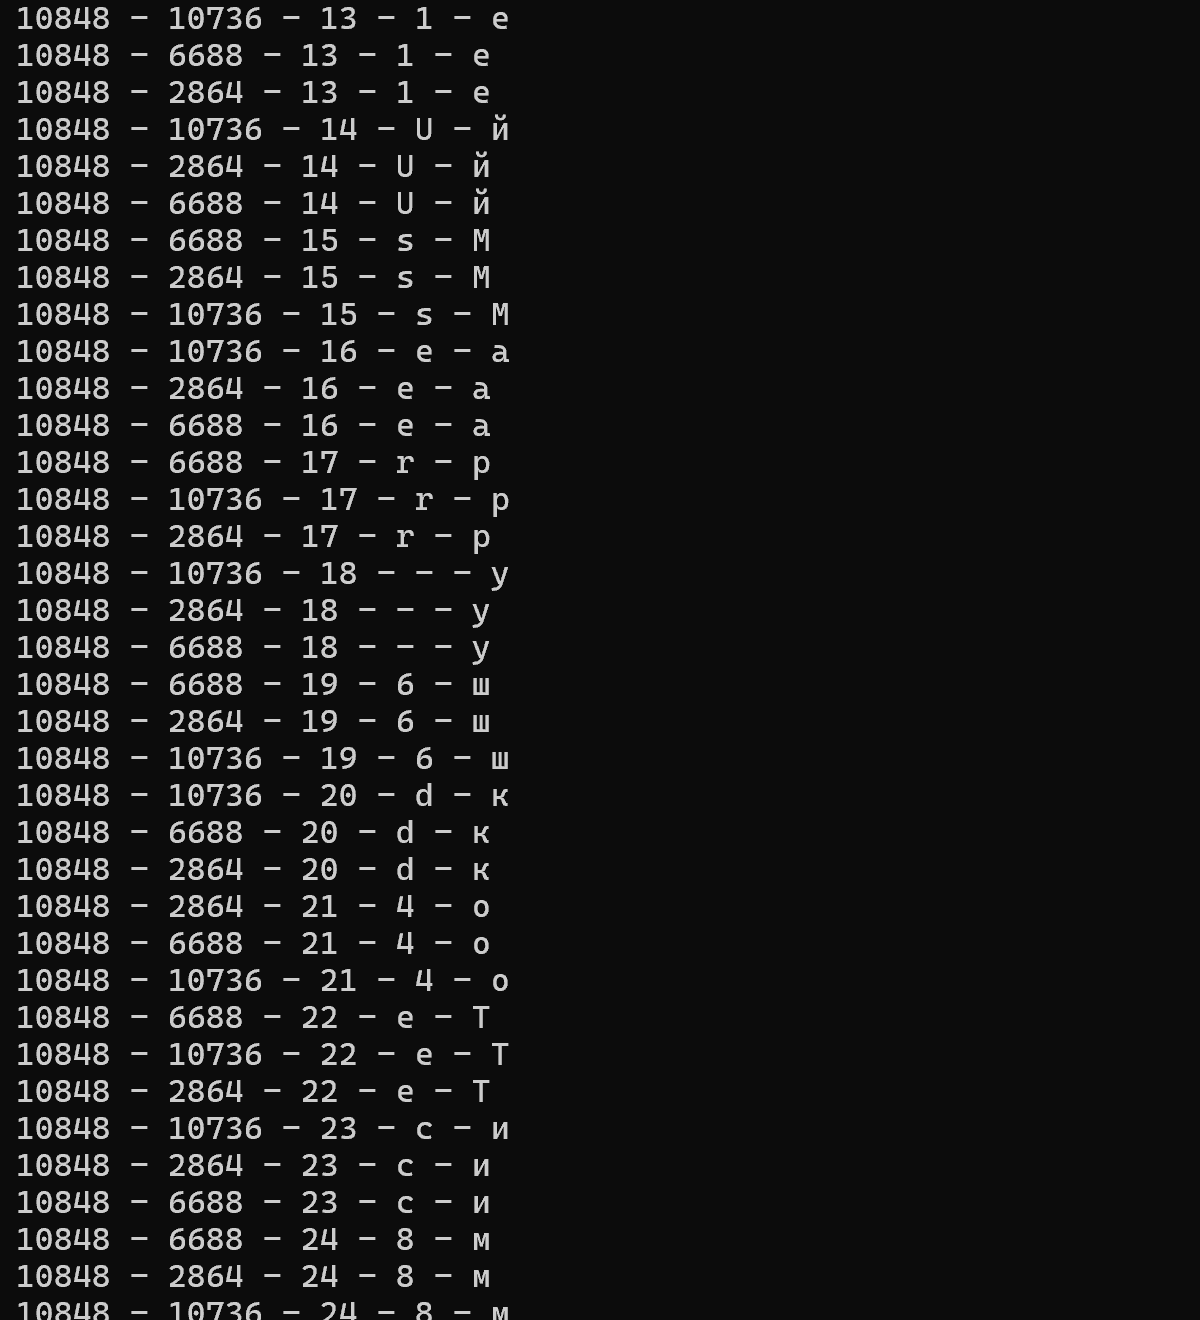 10848 - 10736 - 13 - 1 - е
10848 - 6688 - 13 - 1 - е
10848 - 2864 - 13 - 1 - е
10848 - 10736 - 14 - U - й
10848 - 2864 - 14 - U - й
10848 - 6688 - 14 - U - й
10848 - 6688 - 15 - s - М
10848 - 2864 - 15 - s - М
10848 - 10736 - 15 - s - М
10848 - 10736 - 16 - e - а
10848 - 2864 - 16 - e - а
10848 - 6688 - 16 - e - а
10848 - 6688 - 17 - r - р
10848 - 10736 - 17 - r - р
10848 - 2864 - 17 - r - р
10848 - 10736 - 18 - - - у
10848 - 2864 - 18 - - - у
10848 - 6688 - 18 - - - у
10848 - 6688 - 19 - 6 - ш
10848 - 2864 - 19 - 6 - ш
10848 - 10736 - 19 - 6 - ш
10848 - 10736 - 20 - d - к
10848 - 6688 - 20 - d - к
10848 - 2864 - 20 - d - к
10848 - 2864 - 21 - 4 - о
10848 - 6688 - 21 - 4 - о
10848 - 10736 - 21 - 4 - о
10848 - 6688 - 22 - e - Т
10848 - 10736 - 22 - e - Т
10848 - 2864 - 22 - e - Т
10848 - 10736 - 23 - c - и
10848 - 2864 - 23 - c - и
10848 - 6688 - 23 - c - и
10848 - 6688 - 24 - 8 - м
10848 - 2864 - 24 - 8 - м
10848 - 10736 - 24 - 8 - м